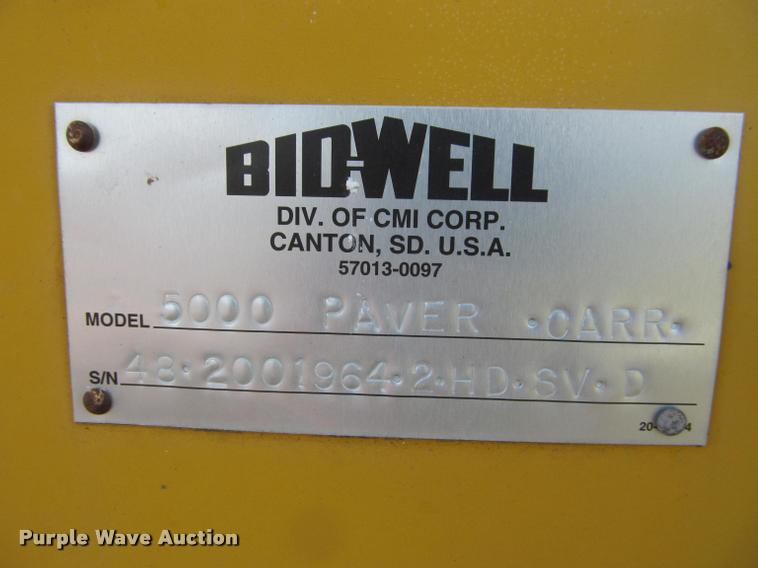 BID-WELL
DIV. OF CMI CORP.
CANTON, SD. U.S.A.
57013-0097
MODEL 5000 PAVER •CARR•
S/N 48•2001964•2•HD•SV•D
Purple Wave Auction